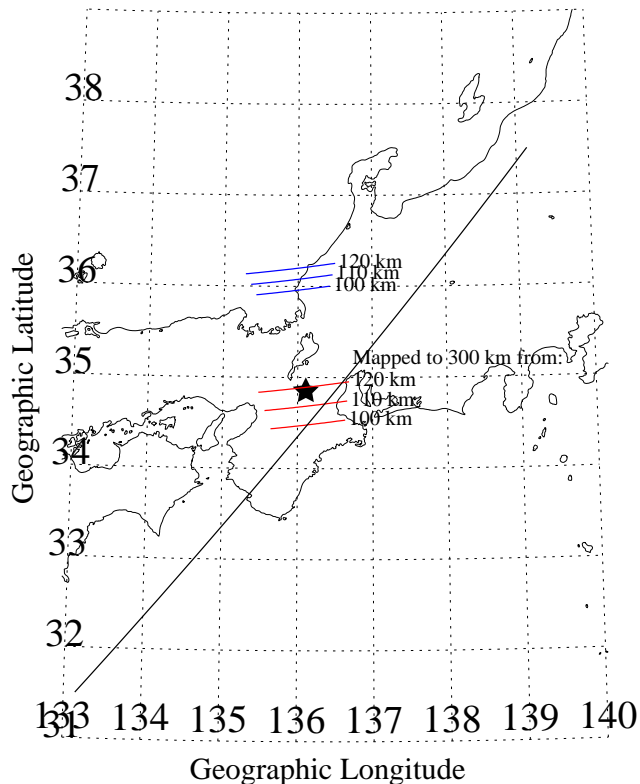 38
37
36
35
34
33
32
31
Geographic Latitude
120 km
110 km
100 km
Mapped to 300 km from:
120 km
110 km
100 km
133 134 135 136 137 138 139 140
Geographic Longitude